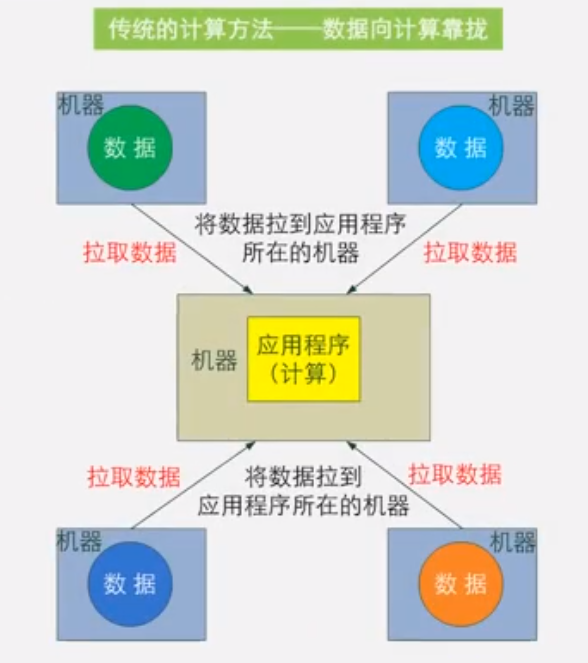 传统的计算方法——数据向计算靠拢
机器
数据
机器
数据
将数据拉到应用程序
所在的机器
拉取数据
拉取数据
机器
应用程序
（计算）
拉取数据
将数据拉到
应用程序所在的机器
拉取数据
机器
数据
机器
数据